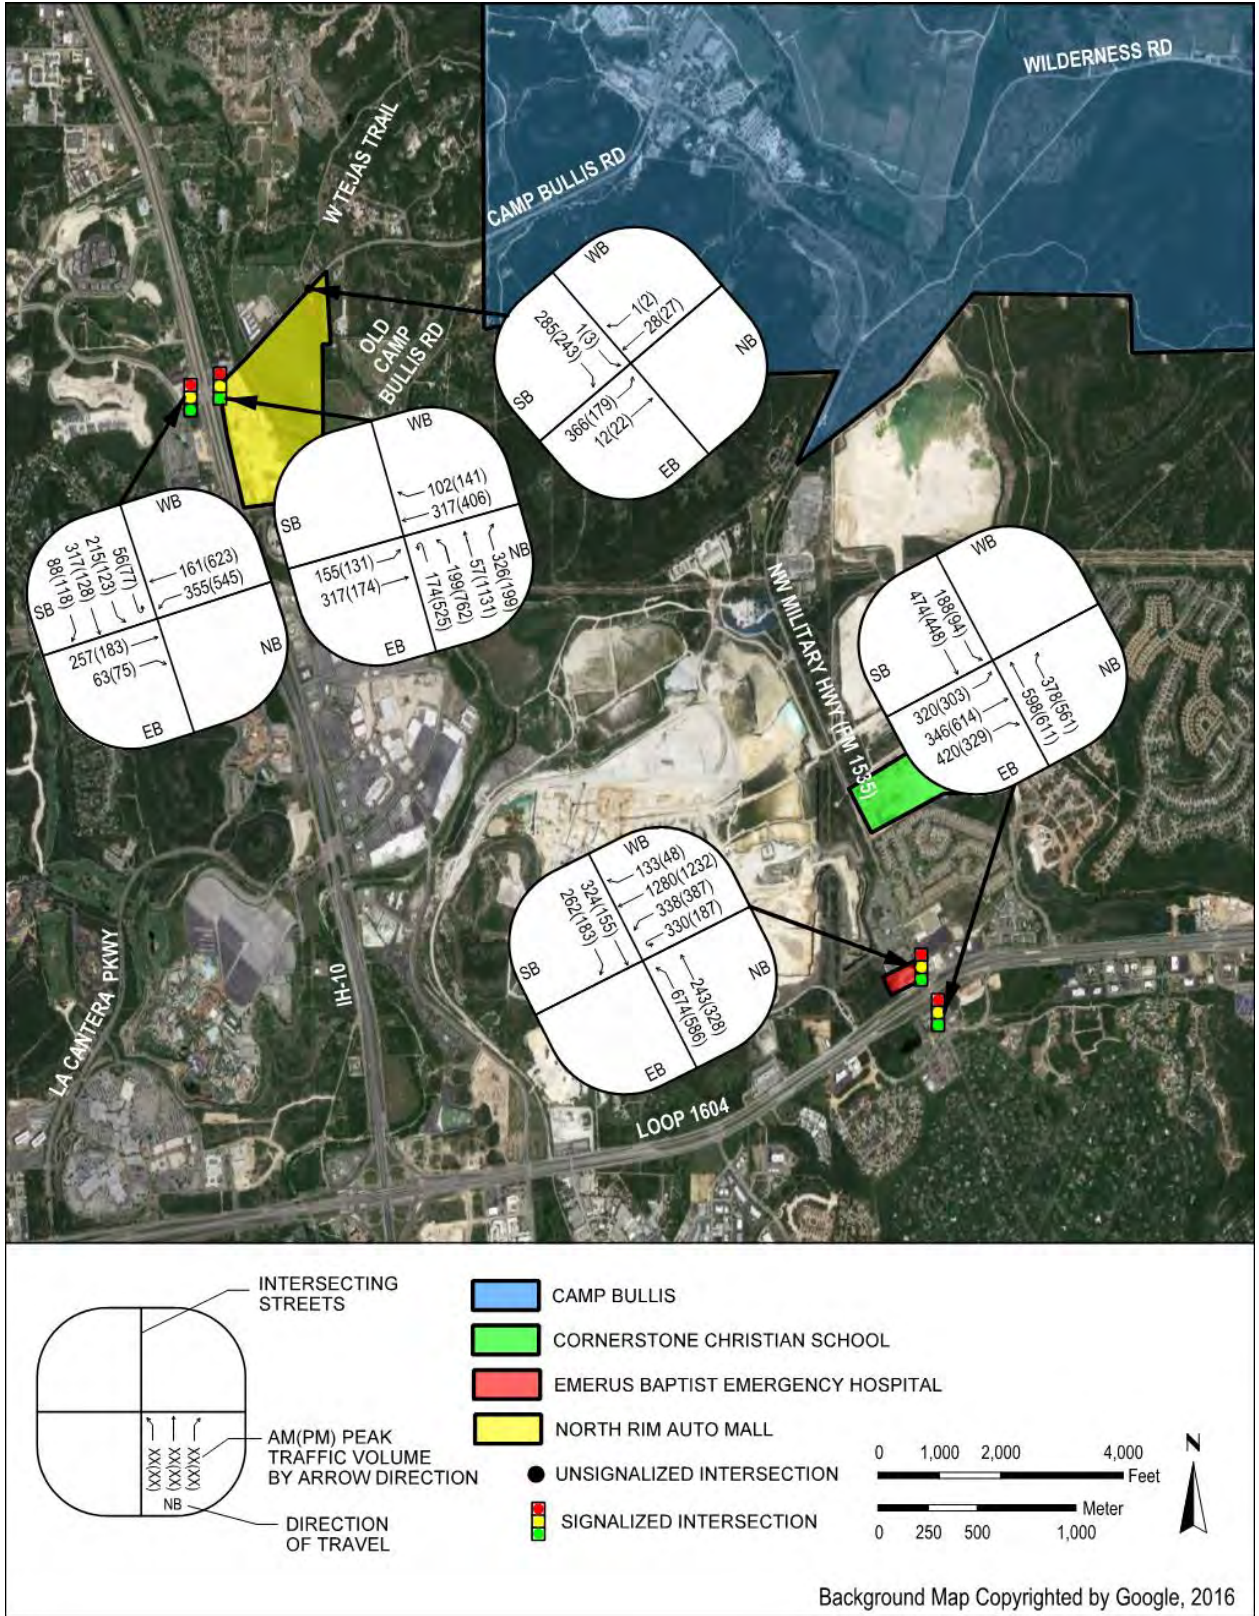 WILDERNESS RD
W TEJAS TRAIL
CAMP BULLIS RD
OLD
CAMP
BULLIS RD
WB
1(2)
28(27)
1(3)
285(243)
NB
SB
366(179)
12(22)
EB
WB
102(141)
317(406)
SB
NB
155(131)
317(174)
174(525)
199(762)
57(131)
326(199)
EB
WB
56(77)
215(123)
317(128)
88(118)
161(623)
355(545)
SB
NB
257(183)
63(75)
EB
NW MILITARY HWY (FM 1535)
WB
188(94)
474(448)
SB
NB
320(303)
346(614)
420(329)
378(561)
598(611)
EB
WB
133(48)
1280(1232)
338(387)
330(187)
324(155)
262(183)
SB
NB
243(328)
674(586)
EB
IH-10
LA CANTERA PKWY
LOOP 1604
INTERSECTING
STREETS
XX(XX)
XX(XX)
XX(XX)
NB
AM(PM) PEAK
TRAFFIC VOLUME
BY ARROW DIRECTION
DIRECTION
OF TRAVEL
CAMP BULLIS
CORNERSTONE CHRISTIAN SCHOOL
EMERUS BAPTIST EMERGENCY HOSPITAL
NORTH RIM AUTO MALL
UNSIGNALIZED INTERSECTION
SIGNALIZED INTERSECTION
0 1,000 2,000 4,000
Feet
Meter
0 250 500 1,000
N
Background Map Copyrighted by Google, 2016